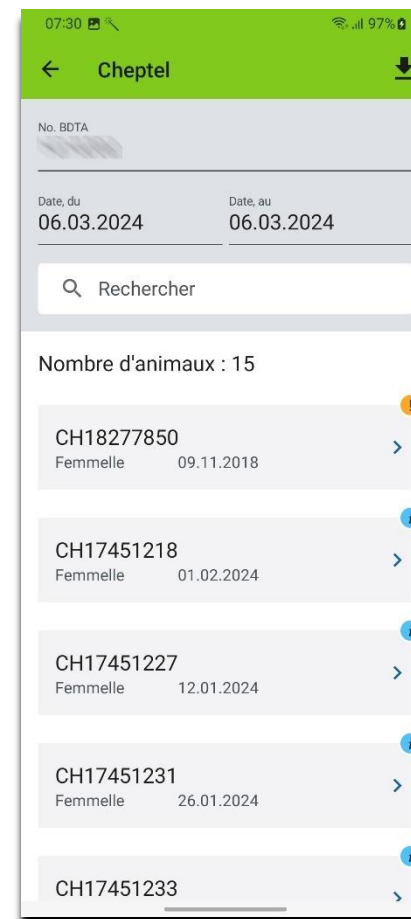 07:30 97%
Cheptel
No. BDTA
Date, du Date, au
06.03.2024 06.03.2024
Rechercher
Nombre d'animaux : 15
CH18277850
Femmelle 09.11.2018
CH17451218
Femmelle 01.02.2024
CH17451227
Femmelle 12.01.2024
CH17451231
Femmelle 26.01.2024
CH17451233